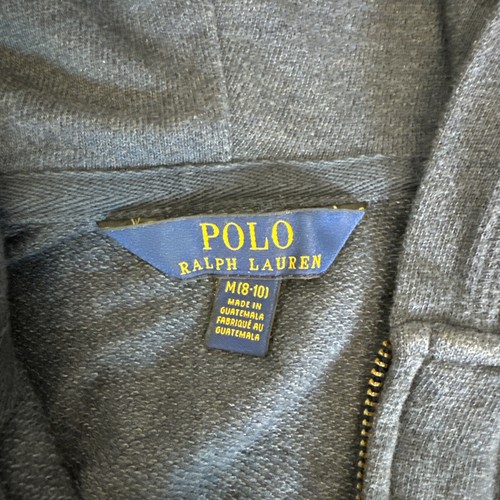 POLO
RALPH LAUREN
M(8-10)
MADE IN
GUATEMALA
FABRIQUÉ AU
GUATEMALA